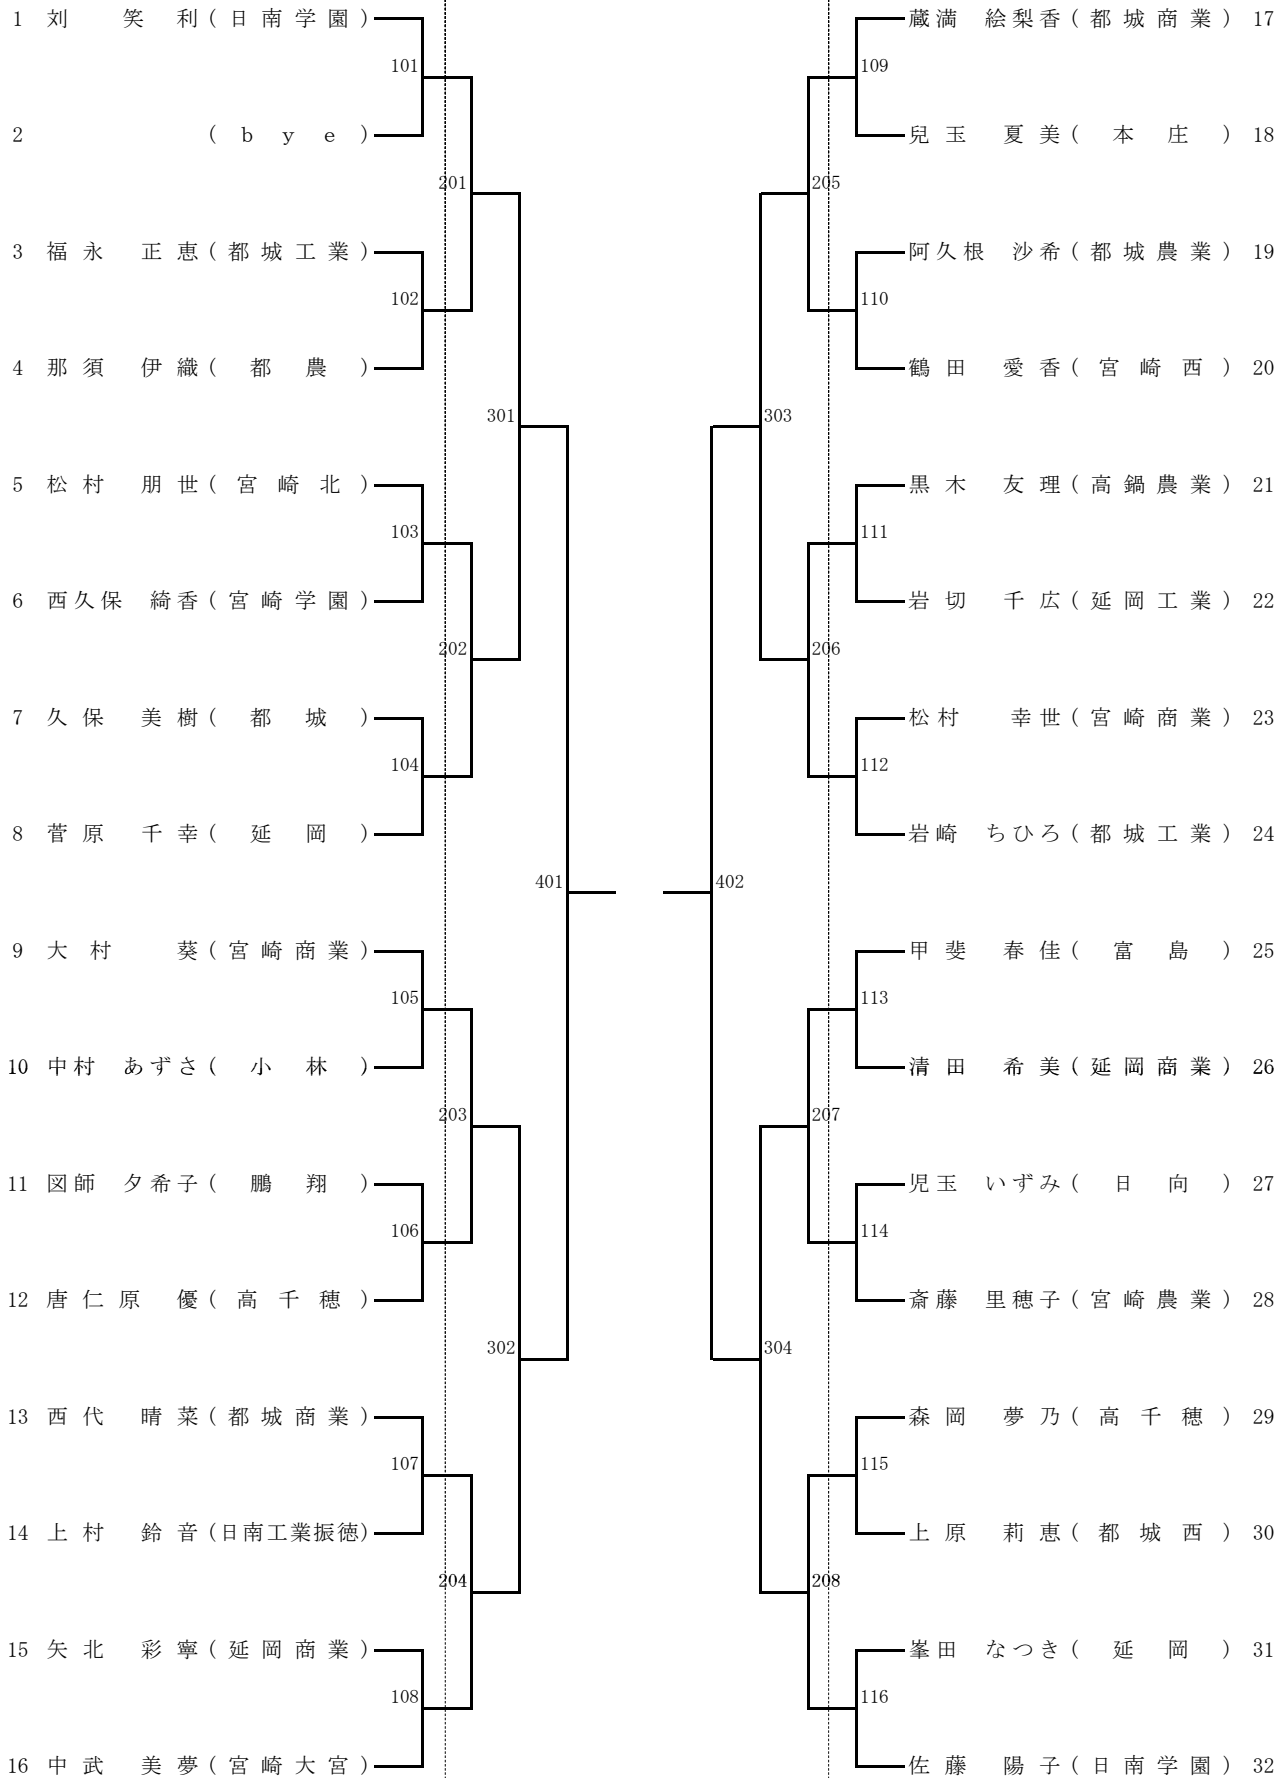 1 刘 笑 利 ( 日 南 学 園 )
101
2 ( b y e )
201
3 福 永 正 恵 ( 都 城 工 業 )
102
4 那 須 伊 織 ( 都 農 )
301
5 松 村 朋 世 ( 宮 崎 北 )
103
6 西久保 綺香 ( 宮 崎 学 園 )
202
7 久 保 美 樹 ( 都 城 )
104
8 菅 原 千 幸 ( 延 岡 )
401
9 大 村 葵 ( 宮 崎 商 業 )
105
10 中村 あずさ ( 小 林 )
203
11 図師 夕希子 ( 鵬 翔 )
106
12 唐 仁 原 優 ( 高 千 穂 )
302
13 西 代 晴 菜 ( 都 城 商 業 )
107
14 上 村 鈴 音 (日南工業振徳)
204
15 矢 北 彩 寧 ( 延 岡 商 業 )
108
16 中 武 美 夢 ( 宮 崎 大 宮 )
蔵満 絵梨香 ( 都 城 商 業 ) 17
109
兒 玉 夏 美 ( 本 庄 ) 18
205
阿久根 沙希 ( 都 城 農 業 ) 19
110
鶴 田 愛 香 ( 宮 崎 西 ) 20
303
黒 木 友 理 ( 高 鍋 農 業 ) 21
111
岩 切 千 広 ( 延 岡 工 業 ) 22
206
松 村 幸 世 ( 宮 崎 商 業 ) 23
112
岩崎 ちひろ ( 都 城 工 業 ) 24
402
甲 斐 春 佳 ( 富 島 ) 25
113
清 田 希 美 ( 延 岡 商 業 ) 26
207
児玉 いずみ ( 日 向 ) 27
114
斎藤 里穂子 ( 宮 崎 農 業 ) 28
304
森 岡 夢 乃 ( 高 千 穂 ) 29
115
上 原 莉 恵 ( 都 城 西 ) 30
208
峯田 なつき ( 延 岡 ) 31
116
佐 藤 陽 子 ( 日 南 学 園 ) 32